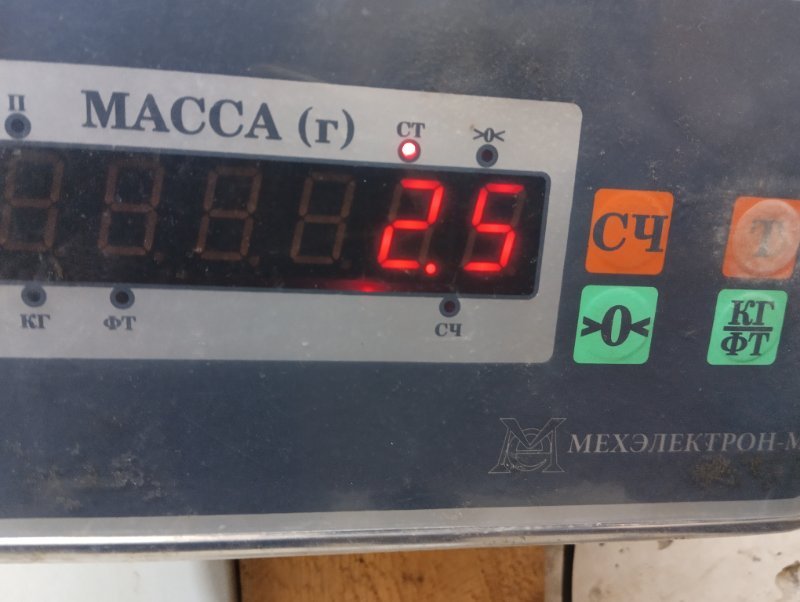 П МАССА (г) СТ >0<
2.5
КГ ФТ СЧ
СЧ Т
>0< КГ/ФТ
МЕХЭЛЕКТРОН-М